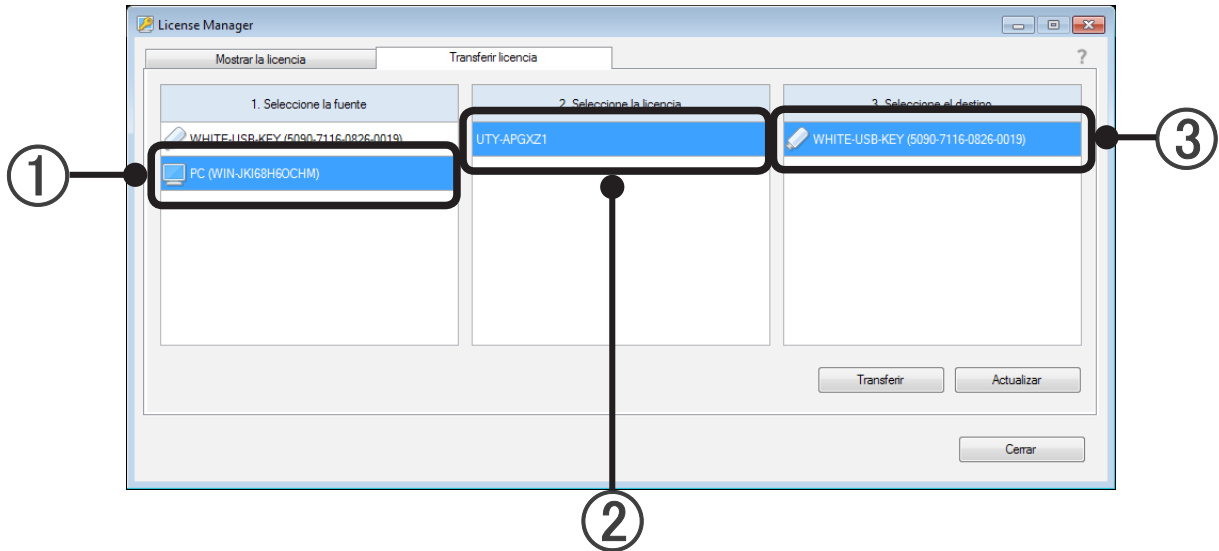 License Manager
Mostrar la licencia
Transferir licencia
?
1. Seleccione la fuente
2. Seleccione la licencia
3. Seleccione el destino
WHITE-USB-KEY (5090-7116-0826-0019)
UTY-APGXZ1
WHITE-USB-KEY (5090-7116-0826-0019)
3
1
PC (WIN-JKI68H6OCHM)
Transferir
Actualizar
Cerrar
2